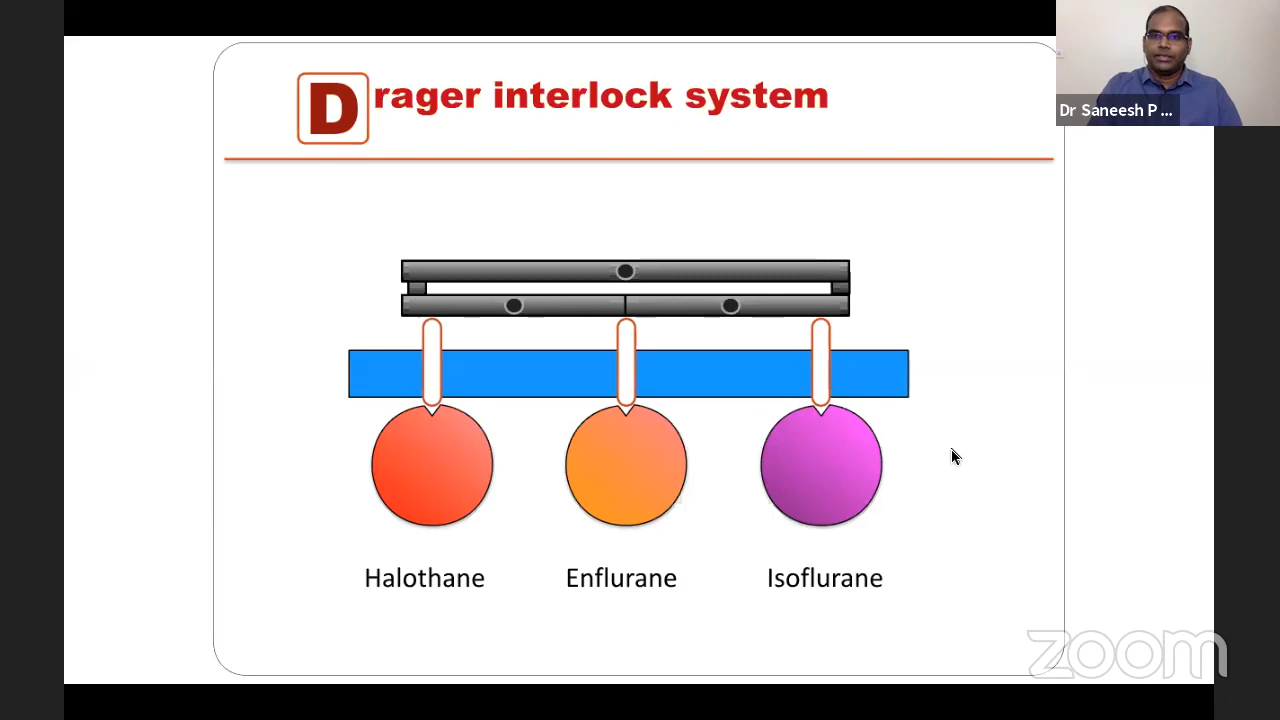 Drager interlock system
Dr Saneesh P ...
Halothane Enflurane Isoflurane
zoom